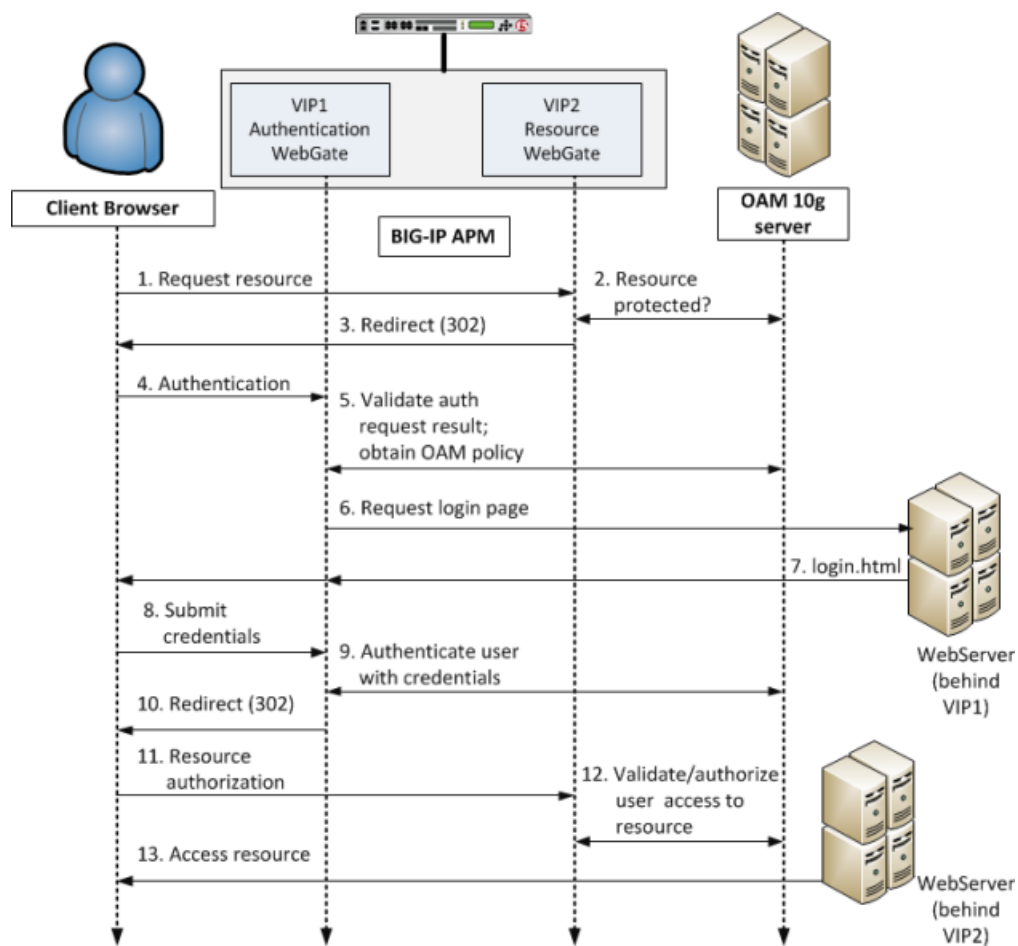 VIP1
Authentication
WebGate
VIP2
Resource
WebGate
Client Browser
BIG-IP APM
OAM 10g
server
1. Request resource
2. Resource
protected?
3. Redirect (302)
4. Authentication
5. Validate auth
request result;
obtain OAM policy
6. Request login page
7. login.html
8. Submit
credentials
9. Authenticate user
with credentials
WebServer
(behind
VIP1)
10. Redirect (302)
11. Resource
authorization
12. Validate/authorize
user access to
resource
13. Access resource
WebServer
(behind
VIP2)